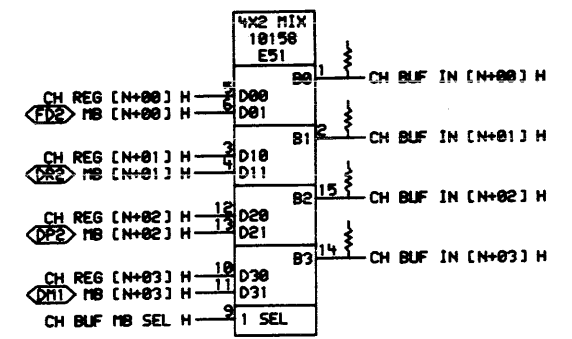 4X2 MIX
10158
E51
B0 1 CH BUF IN [N+00] H
CH REG [N+00] H 5 D00
FD2 MB [N+00] H 6 D01
B1 2 CH BUF IN [N+01] H
CH REG [N+01] H 3 D10
DR2 MB [N+01] H 4 D11
B2 15 CH BUF IN [N+02] H
CH REG [N+02] H 12 D20
DP2 MB [N+02] H 13 D21
B3 14 CH BUF IN [N+03] H
CH REG [N+03] H 10 D30
DM1 MB [N+03] H 11 D31
CH BUF MB SEL H 9 1 SEL